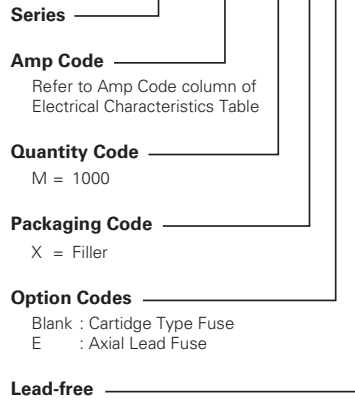 Series
Amp Code
Refer to Amp Code column of
Electrical Characteristics Table
Quantity Code
M = 1000
Packaging Code
X = Filler
Option Codes
Blank : Cartidge Type Fuse
E : Axial Lead Fuse
Lead-free